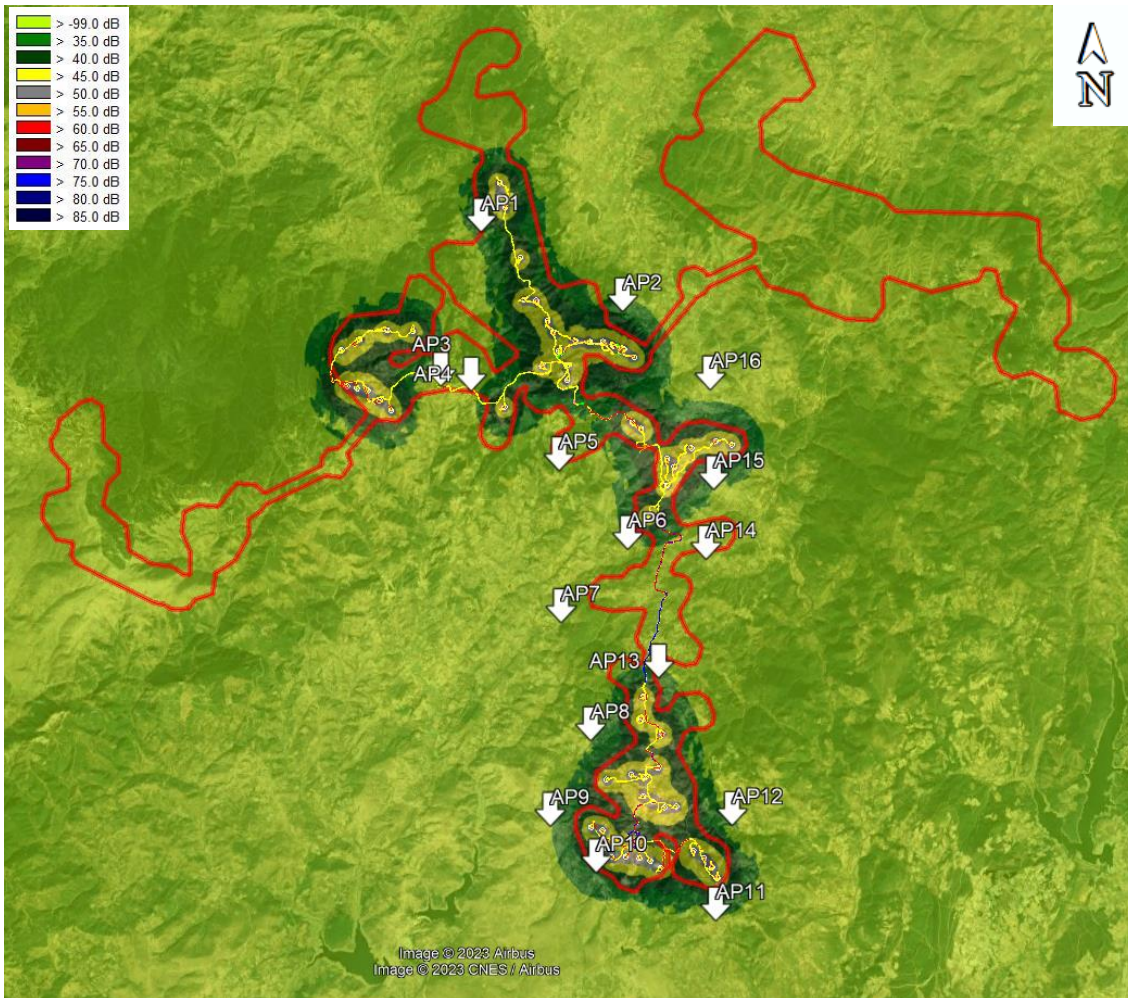 > -99.0 dB
> 35.0 dB
> 40.0 dB
> 45.0 dB
> 50.0 dB
> 55.0 dB
> 60.0 dB
> 65.0 dB
> 70.0 dB
> 75.0 dB
> 80.0 dB
> 85.0 dB
N
AP1
AP2
AP3
AP4
AP16
AP5
AP15
AP6
AP14
AP7
AP13
AP8
AP9
AP12
AP10
AP11
Image © 2023 Airbus
Image © 2023 CNES / Airbus